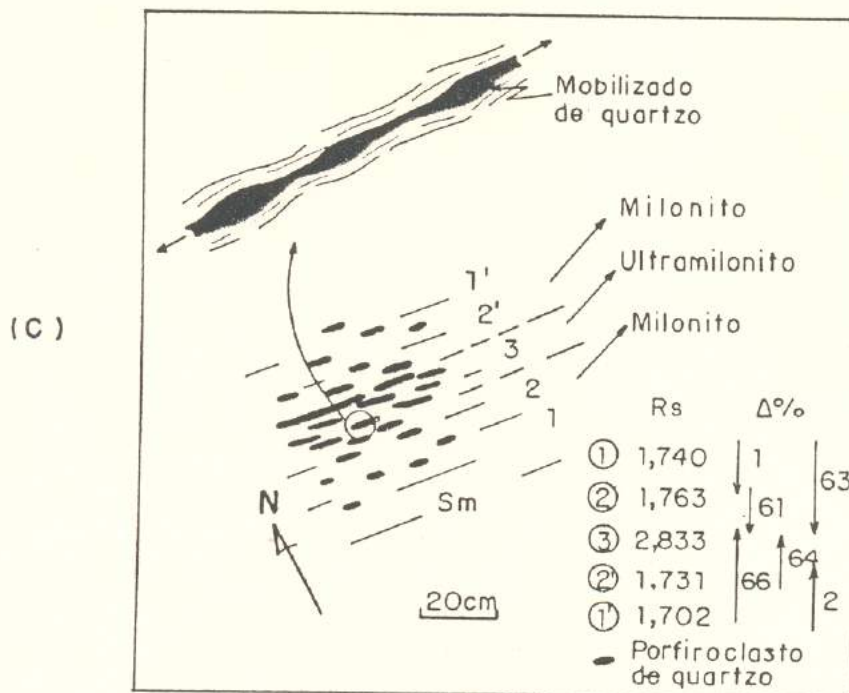 (C)
Mobilizado
de quartzo
Milonito
Ultramilonito
Milonito
1'
2'
3
2
1
Sm
N
20cm
Rs Δ%
1 1,740 1
2 1,763 61 63
3 2,833
2' 1.731 66 64
1' 1,702 2
Porfiroclasto
de quartzo